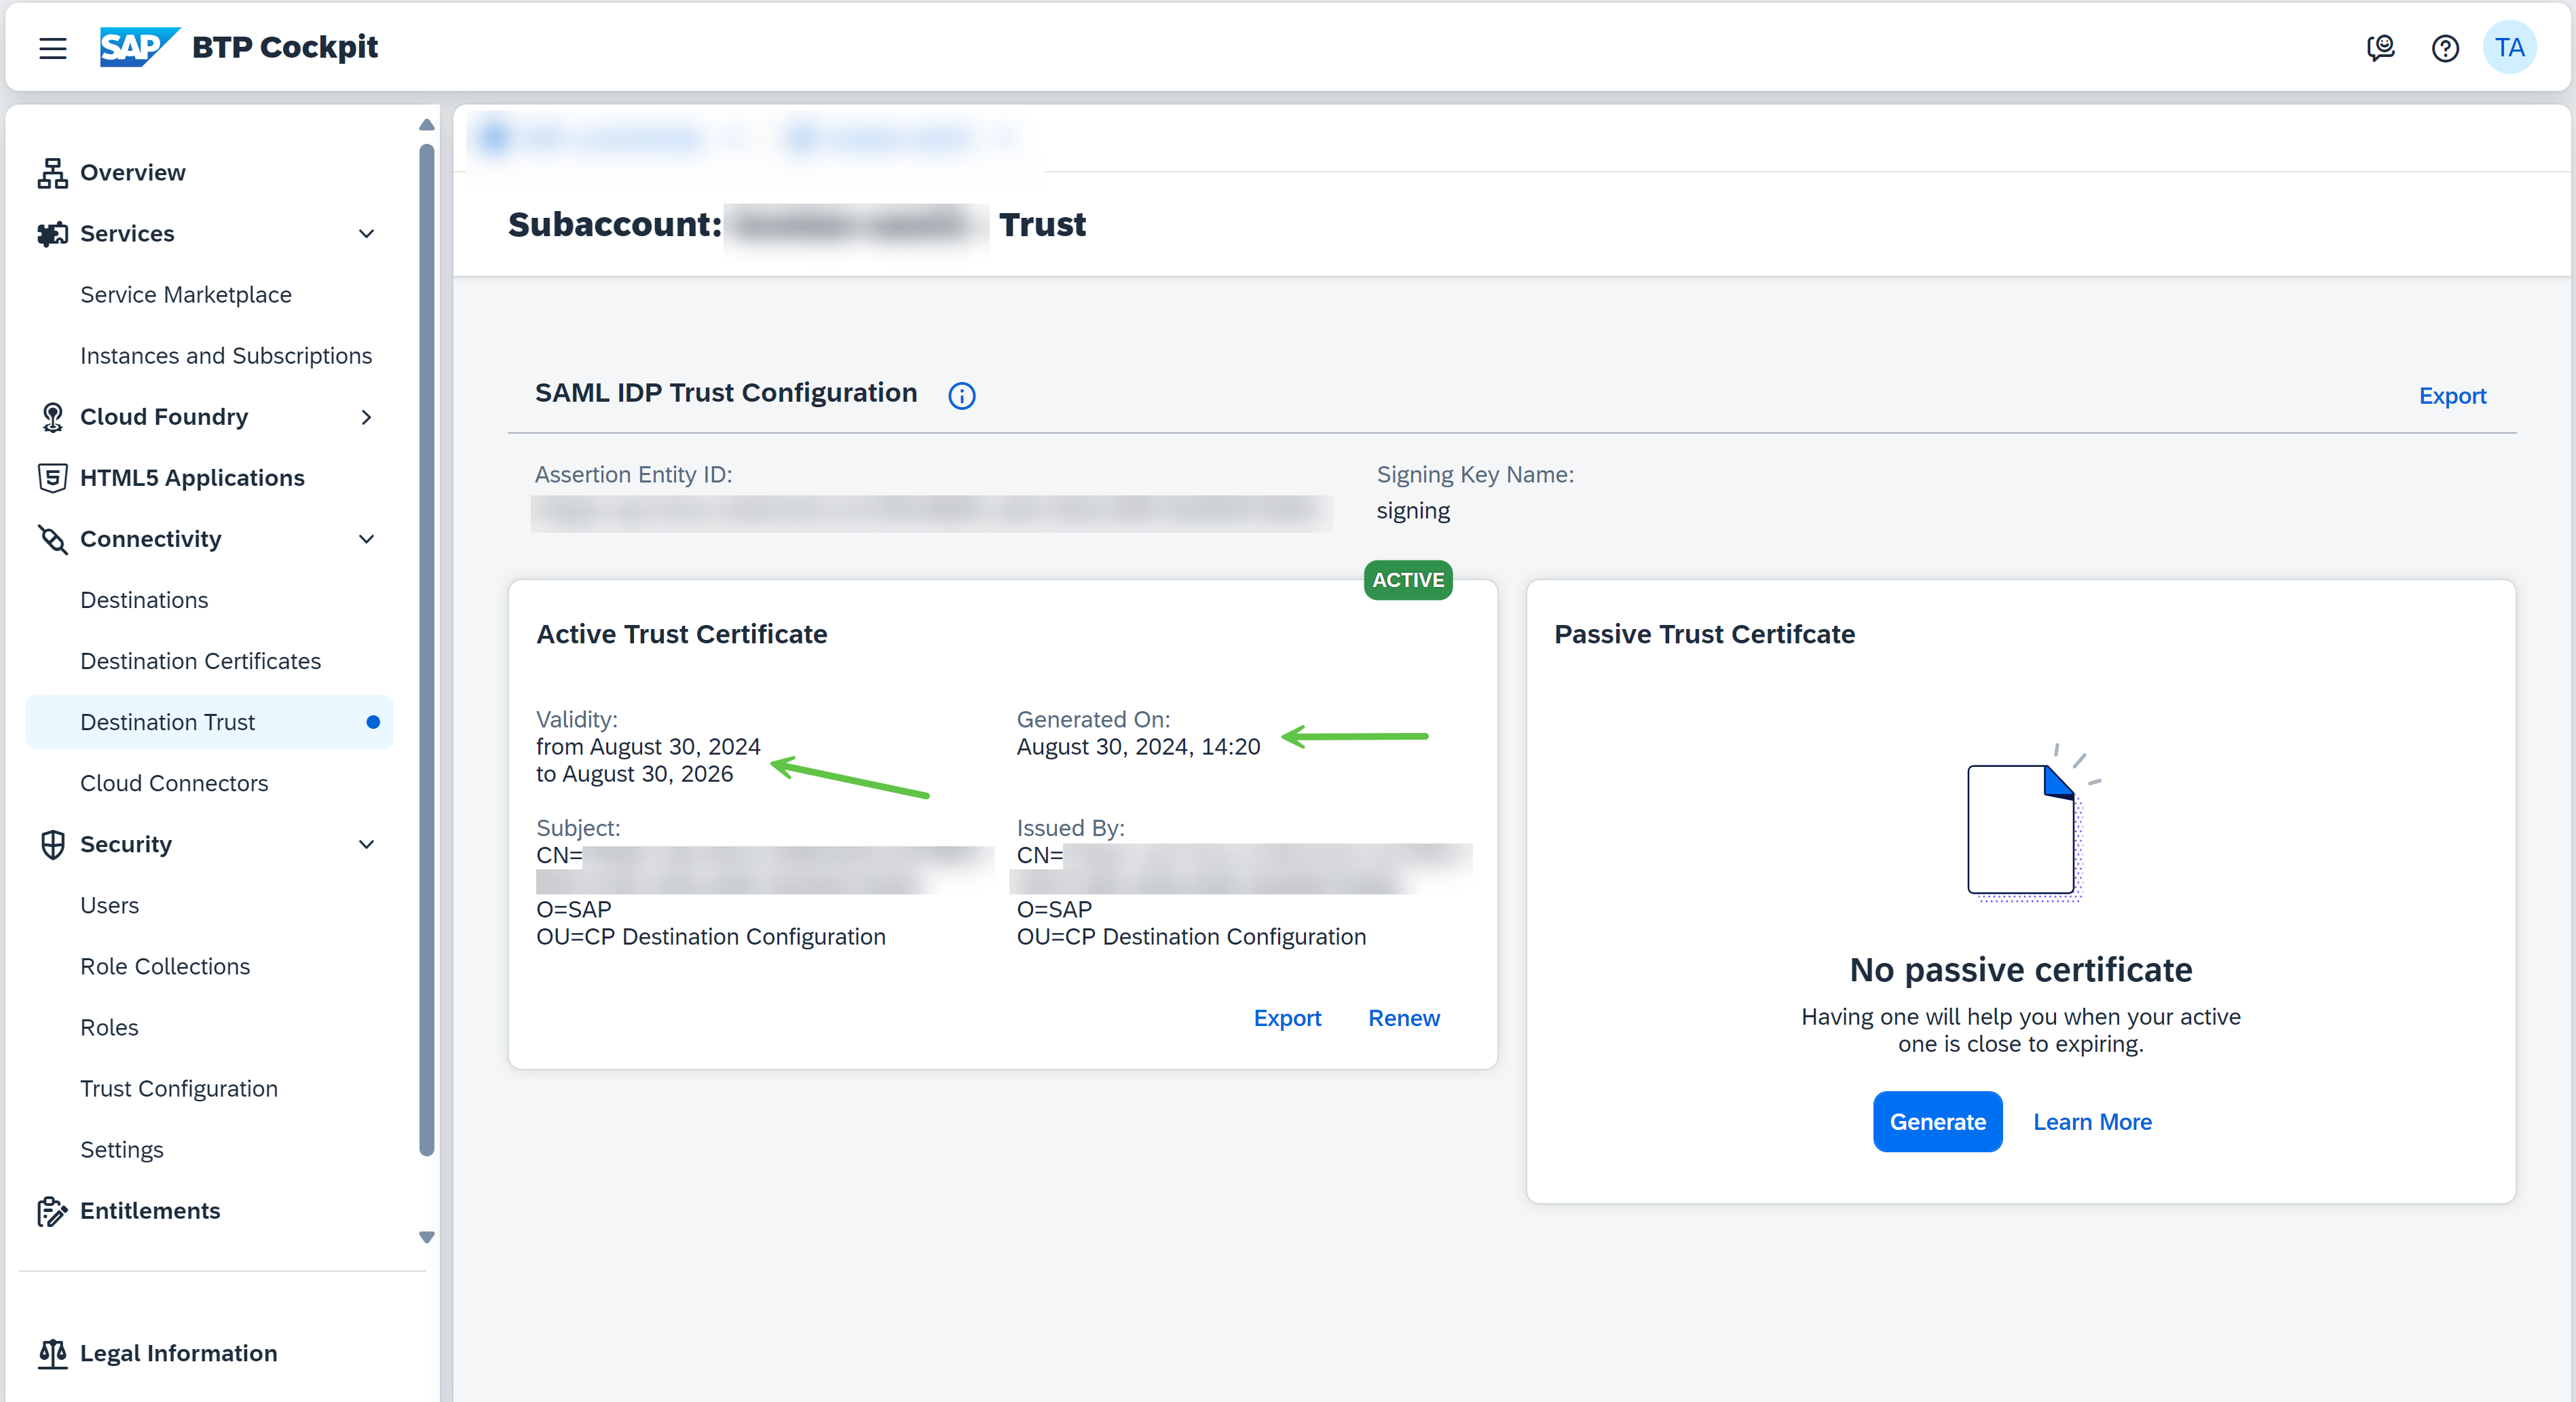 SAP BTP Cockpit
TA
Overview
Services
Service Marketplace
Instances and Subscriptions
Cloud Foundry
HTML5 Applications
Connectivity
Destinations
Destination Certificates
Destination Trust
Cloud Connectors
Security
Users
Role Collections
Roles
Trust Configuration
Settings
Entitlements
Legal Information
Subaccount: Trust
SAML IDP Trust Configuration
Export
Assertion Entity ID:
Signing Key Name:
signing
ACTIVE
Active Trust Certificate
Validity:
from August 30, 2024
to August 30, 2026
Generated On:
August 30, 2024, 14:20
Subject:
CN=
O=SAP
OU=CP Destination Configuration
Issued By:
CN=
O=SAP
OU=CP Destination Configuration
Export Renew
Passive Trust Certifcate
No passive certificate
Having one will help you when your active
one is close to expiring.
Generate Learn More